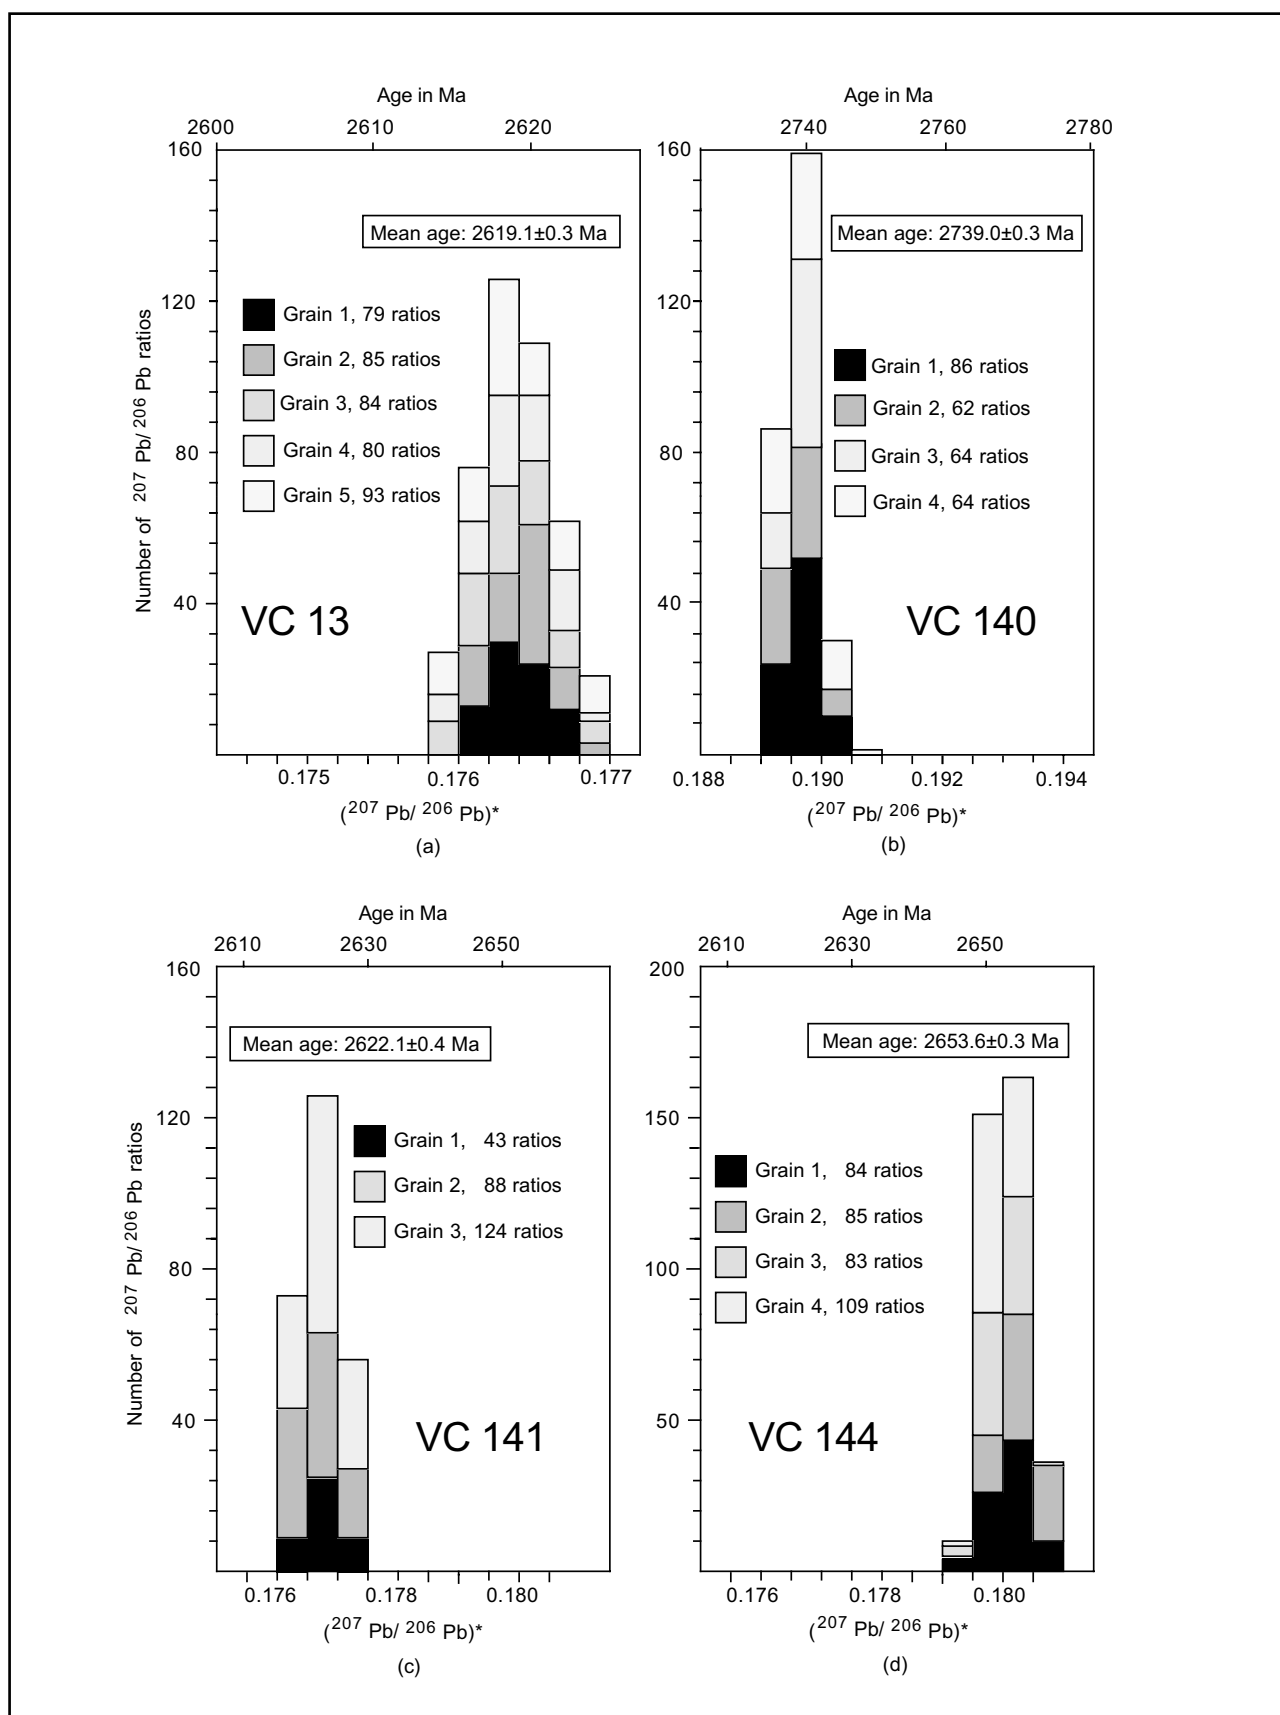 Age in Ma
2600 2610 2620
160
Mean age: 2619.1±0.3 Ma
120
Grain 1, 79 ratios
Grain 2, 85 ratios
Grain 3, 84 ratios
80
Grain 4, 80 ratios
Grain 5, 93 ratios
40
VC 13
Number of 207 Pb/ 206 Pb ratios
0.175 0.176 0.177
(207 Pb/ 206 Pb)*
(a)
Age in Ma
2740 2760 2780
160
Mean age: 2739.0±0.3 Ma
120
Grain 1, 86 ratios
Grain 2, 62 ratios
80
Grain 3, 64 ratios
Grain 4, 64 ratios
40
VC 140
0.188 0.190 0.192 0.194
(207 Pb/ 206 Pb)*
(b)
Age in Ma
2610 2630 2650
160
Mean age: 2622.1±0.4 Ma
120
Grain 1, 43 ratios
Grain 2, 88 ratios
Grain 3, 124 ratios
80
40
VC 141
Number of 207 Pb/ 206 Pb ratios
0.176 0.178 0.180
(207 Pb/ 206 Pb)*
(c)
Age in Ma
2610 2630 2650
200
Mean age: 2653.6±0.3 Ma
150
Grain 1, 84 ratios
Grain 2, 85 ratios
Grain 3, 83 ratios
100
Grain 4, 109 ratios
50
VC 144
0.176 0.178 0.180
(207 Pb/ 206 Pb)*
(d)